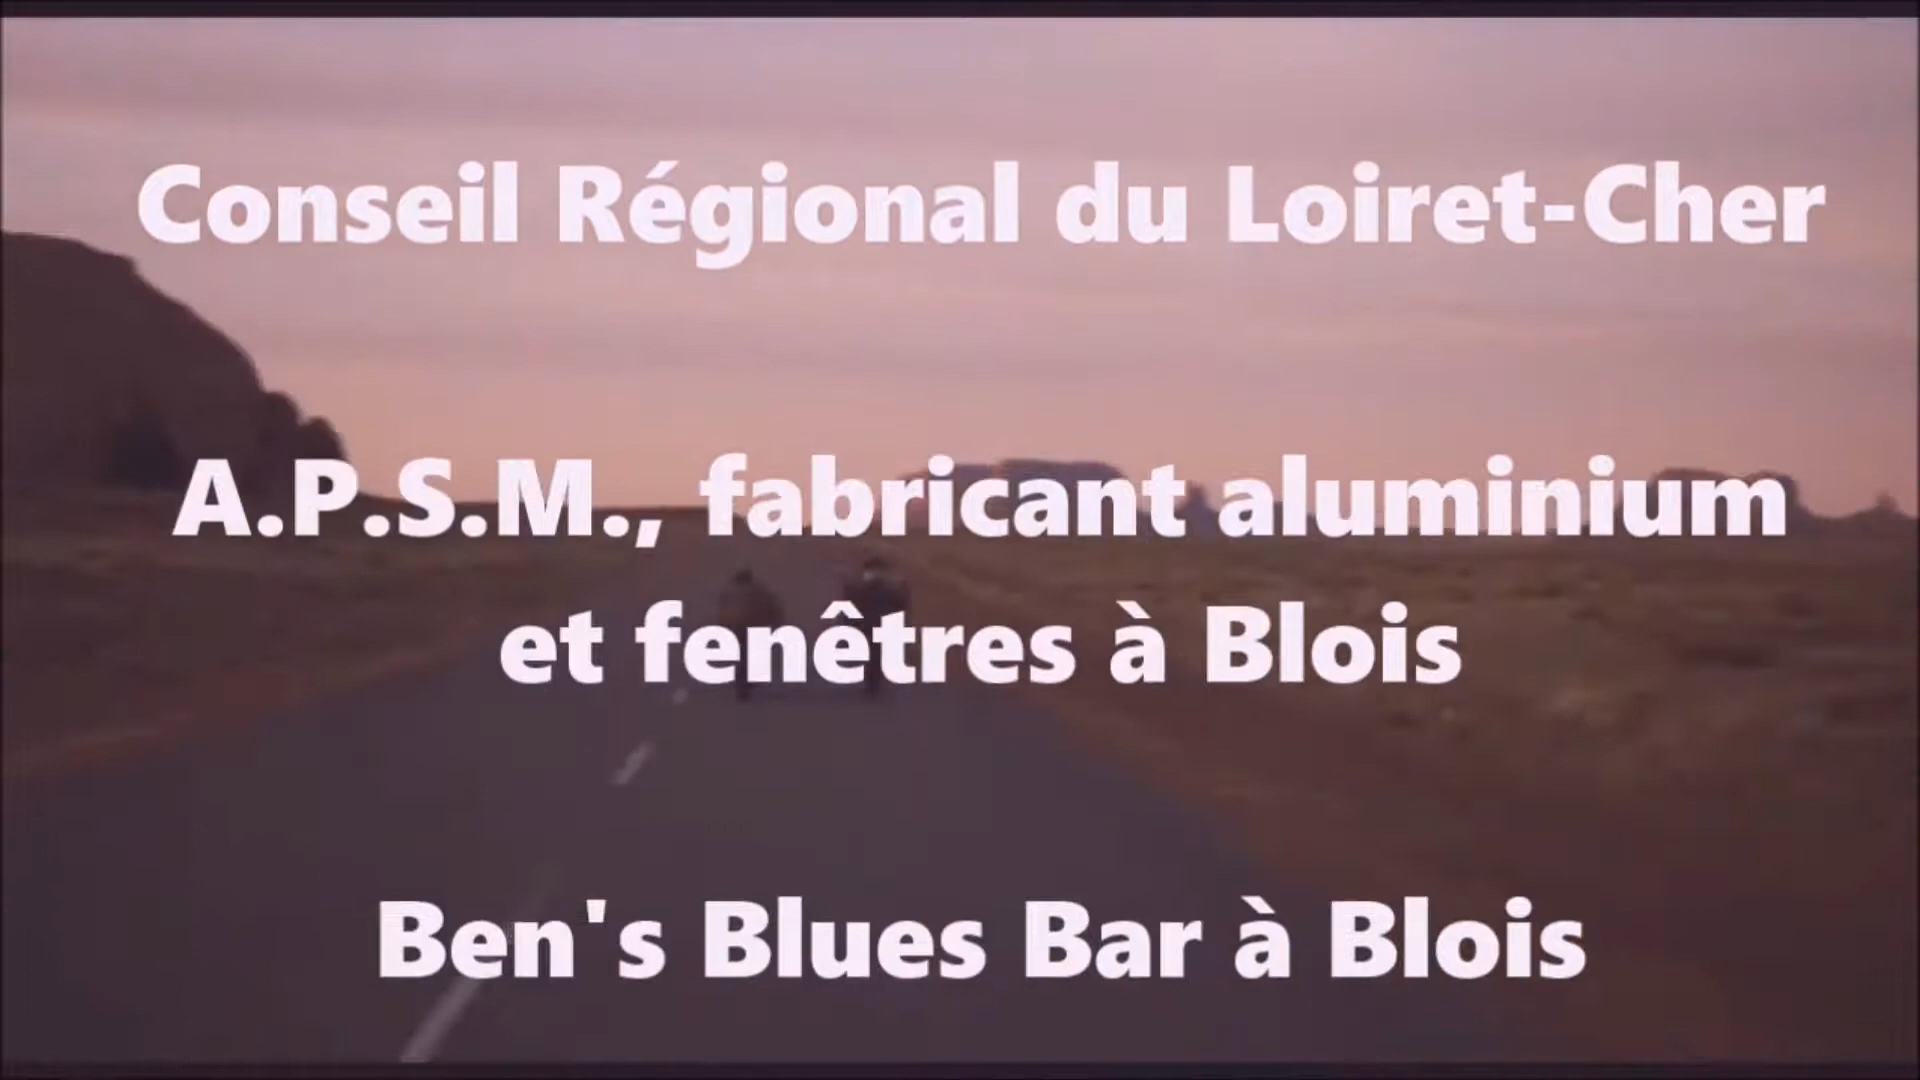 Conseil Régional du Loiret-Cher
A.P.S.M., fabricant aluminium
et fenêtres à Blois
Ben's Blues Bar à Blois